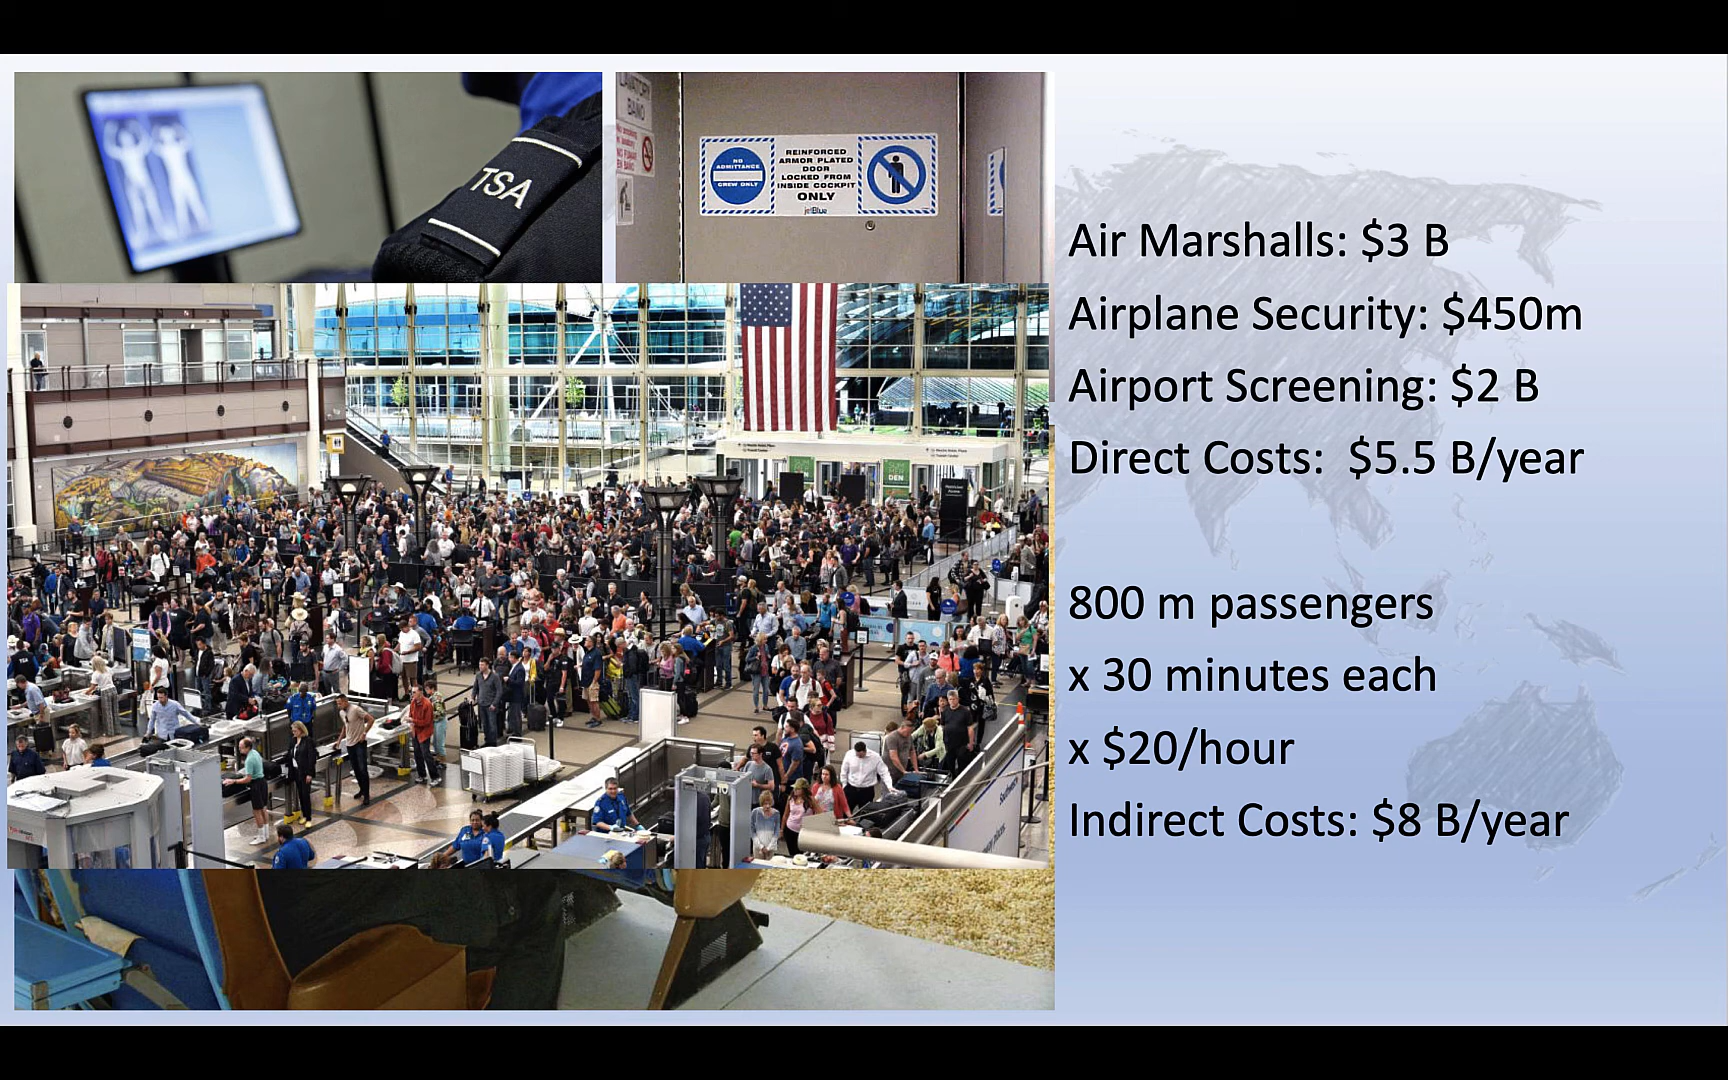 TSA
LAVATORY
BAÑO
NO
ADMITTANCE
CREW ONLY
REINFORCED
ARMOR PLATED
DOOR
LOCKED FROM
INSIDE COCKPIT
ONLY
jetBlue
Air Marshalls: $3 B
Airplane Security: $450m
Airport Screening: $2 B
Direct Costs:  $5.5 B/year
800 m passengers
x 30 minutes each
x $20/hour
Indirect Costs: $8 B/year